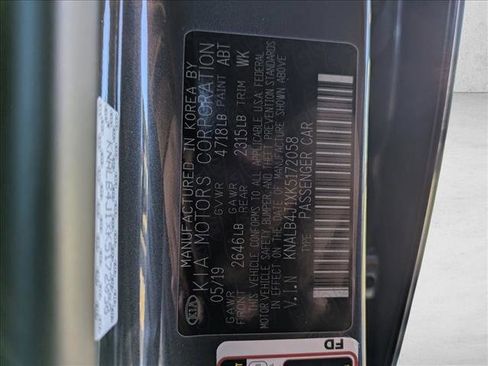 MANUFACTURED IN KOREA BY
KIA MOTORS CORPORATION
05/19 4718LB PAINT ABT
GAWR FRONT 2646LB GAWR REAR 2315LB TRIM WK
THIS VEHICLE CONFORMS TO ALL APPLICABLE U.S.A. FEDERAL
MOTOR VEHICLE SAFETY, BUMPER, AND THEFT PREVENTION STANDARDS
IN EFFECT ON THE DATE OF MANUFACTURE SHOWN ABOVE
V.I.N KNALB4J1XK5172058
TYPE PASSENGER CAR
KIA
KNALB4J1XK5172058
FD